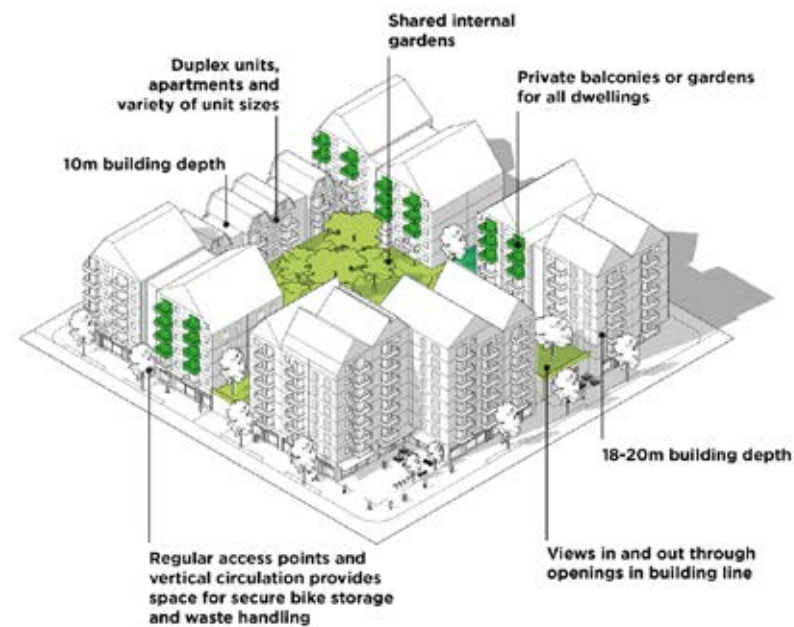 Shared internal
gardens
Duplex units,
apartments and
variety of unit sizes
Private balconies or gardens
for all dwellings
10m building depth
18-20m building depth
Views in and out through
openings in building line
Regular access points and
vertical circulation provides
space for secure bike storage
and waste handling